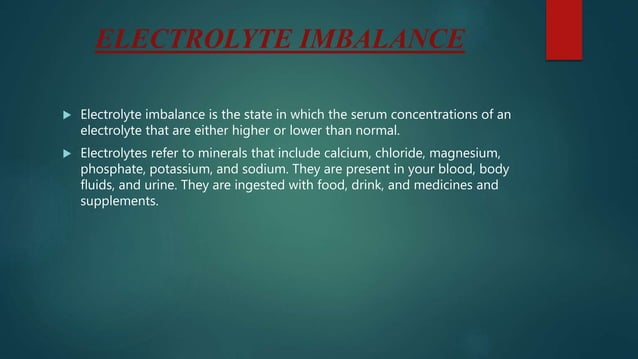 ELECTROLYTE IMBALANCE
Electrolyte imbalance is the state in which the serum concentrations of an
electrolyte that are either higher or lower than normal.
Electrolytes refer to minerals that include calcium, chloride, magnesium,
phosphate, potassium, and sodium. They are present in your blood, body
fluids, and urine. They are ingested with food, drink, and medicines and
supplements.